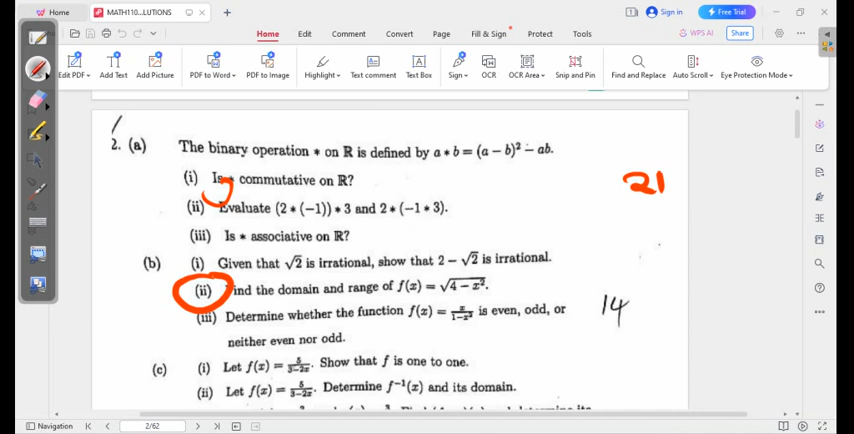 Home
MATH110...LUTIONS
+
1
Sign in
Free Trial
Home
Edit
Comment
Convert
Page
Fill & Sign
Protect
Tools
WPS AI
Share
Edit PDF
Add Text
Add Picture
PDF to Word
PDF to Image
Highlight
Text comment
Text Box
Sign
OCR
OCR Area
Snip and Pin
Find and Replace
Auto Scroll
Eye Protection Mode
2. (a) The binary operation * on ℝ is defined by a * b = (a − b)² − ab.
(i) Is * commutative on ℝ?
21
(ii) Evaluate (2 * (−1)) * 3 and 2 * (−1 * 3).
(iii) Is * associative on ℝ?
(b) (i) Given that √2 is irrational, show that 2 − √2 is irrational.
(ii) Find the domain and range of f(x) = √(4 − x²).
14
(iii) Determine whether the function f(x) = x/(1−x³) is even, odd, or
neither even nor odd.
(c) (i) Let f(x) = 5/(3−2x). Show that f is one to one.
(ii) Let f(x) = 5/(3−2x). Determine f⁻¹(x) and its domain.
Navigation
2/62